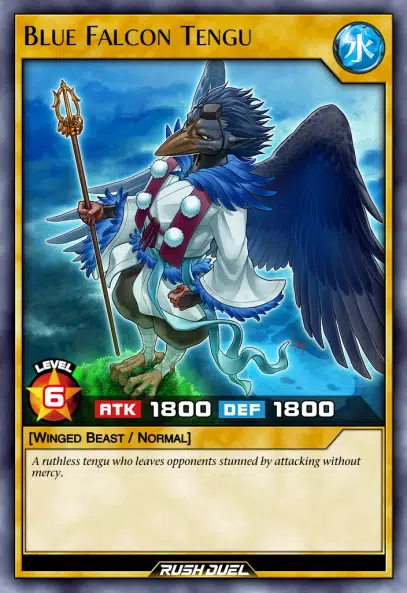 Blue Falcon Tengu
水
LEVEL
6
ATK 1800 DEF 1800
[Winged Beast / Normal]
A ruthless tengu who leaves opponents stunned by attacking without
mercy.
RUSH DUEL